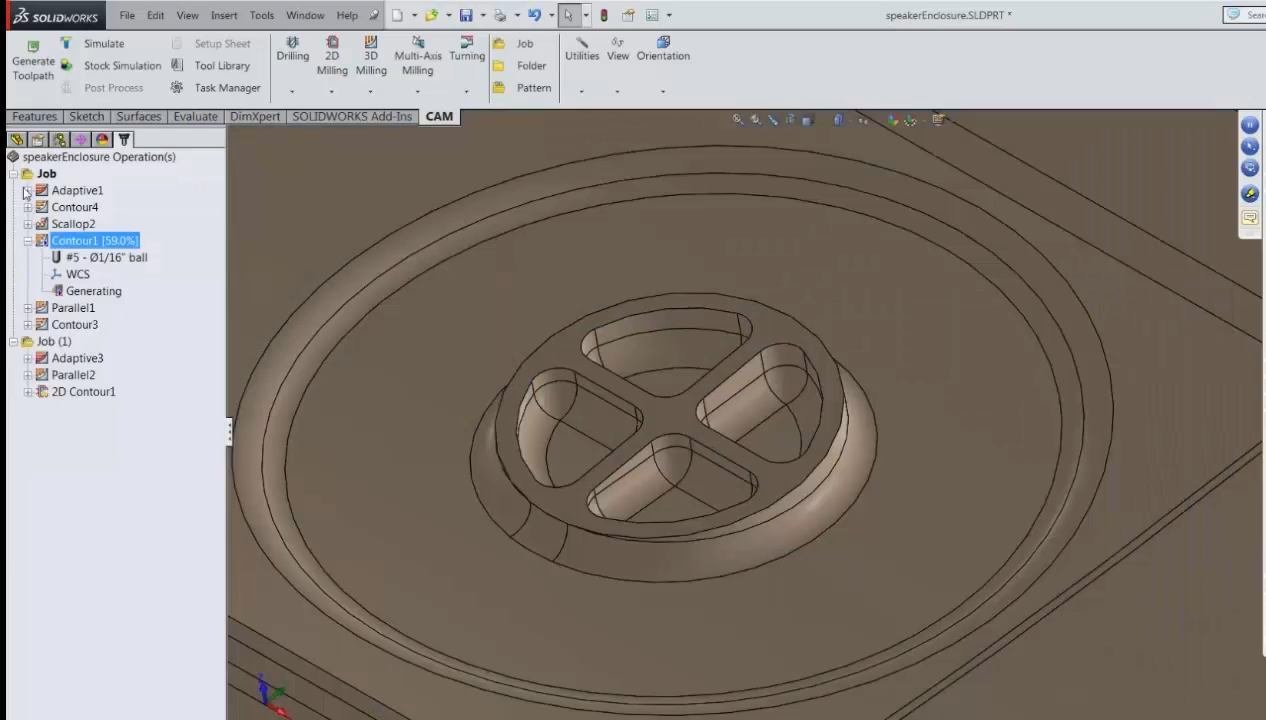 SOLIDWORKS File Edit View Insert Tools Window Help speakerEnclosure.SLDPRT * Sear
Generate Toolpath
Simulate
Stock Simulation
Post Process
Setup Sheet
Tool Library
Task Manager
Drilling
2D Milling
3D Milling
Multi-Axis Milling
Turning
Job
Folder
Pattern
Utilities
View
Orientation
Features Sketch Surfaces Evaluate DimXpert SOLIDWORKS Add-Ins CAM
speakerEnclosure Operation(s)
Job
Adaptive1
Contour4
Scallop2
Contour1 [59.0%]
#5 - Ø1/16" ball
WCS
Generating
Parallel1
Contour3
Job (1)
Adaptive3
Parallel2
2D Contour1